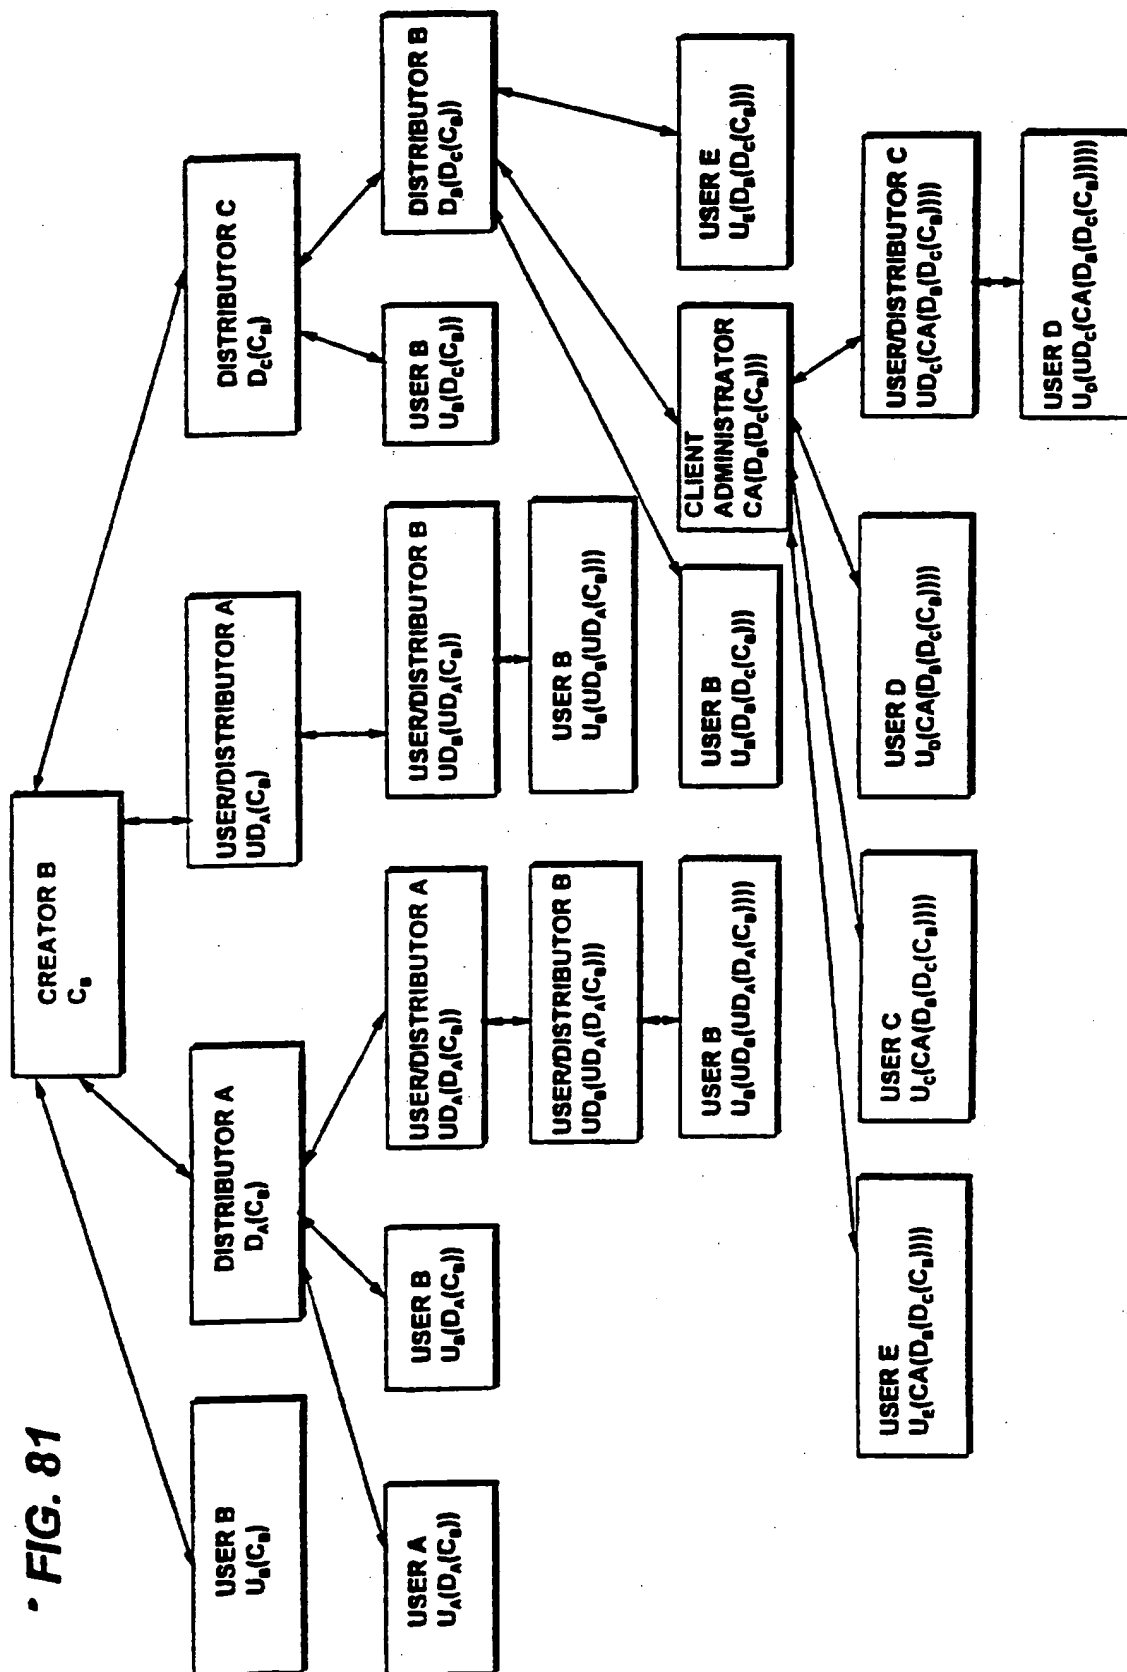 FIG. 81
CREATOR B
C_B
USER B
U_B(C_B)
DISTRIBUTOR A
D_A(C_B)
USER/DISTRIBUTOR A
UD_A(C_B)
DISTRIBUTOR C
D_C(C_B)
USER A
U_A(D_A(C_B))
USER B
U_B(D_A(C_B))
USER/DISTRIBUTOR A
UD_A(D_A(C_B))
USER/DISTRIBUTOR B
UD_B(UD_A(C_B))
USER B
U_B(D_C(C_B))
DISTRIBUTOR B
D_B(D_C(C_B))
USER/DISTRIBUTOR B
UD_B(UD_A(D_A(C_B)))
USER B
U_B(UD_B(UD_A(C_B)))
USER B
U_B(UD_B(UD_A(D_A(C_B))))
USER B
U_B(D_B(D_C(C_B)))
CLIENT
ADMINISTRATOR
CA(D_B(D_C(C_B)))
USER E
U_E(D_B(D_C(C_B)))
USER E
U_E(CA(D_B(D_C(C_B))))
USER C
U_C(CA(D_B(D_C(C_B))))
USER D
U_D(CA(D_B(D_C(C_B))))
USER/DISTRIBUTOR C
UD_C(CA(D_B(D_C(C_B))))
USER D
U_D(UD_C(CA(D_B(D_C(C_B)))))